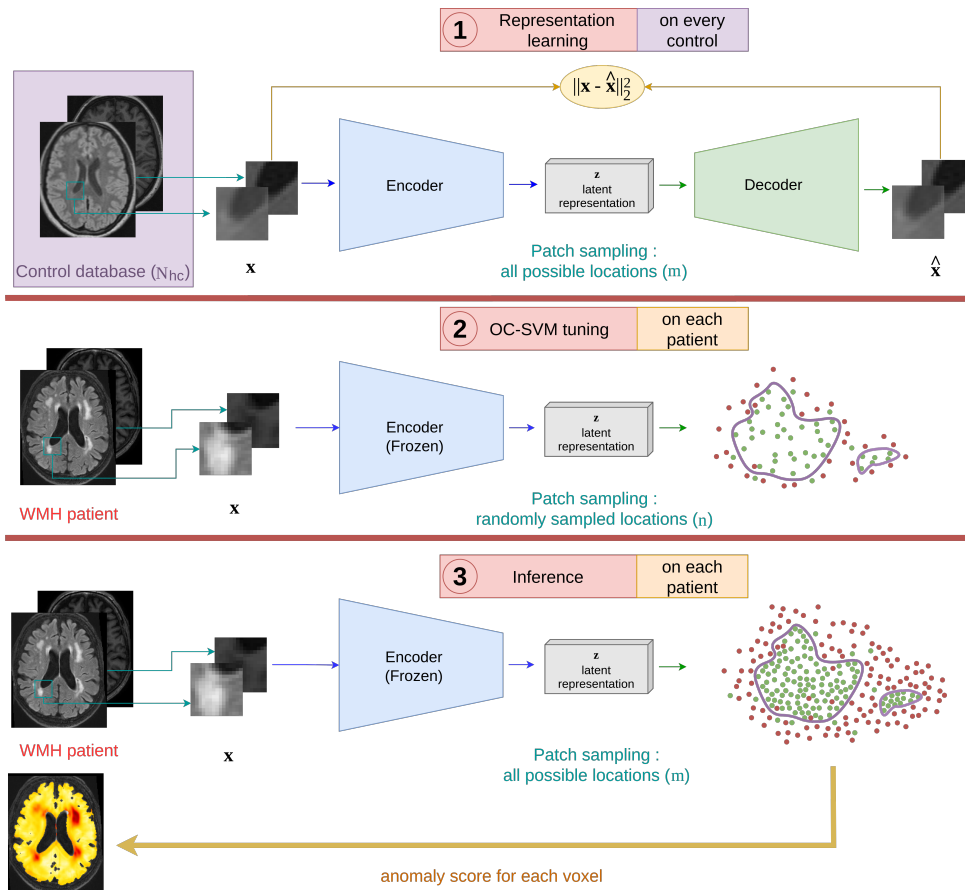 1
Representation
learning
on every
control
||x - x̂||²₂
Encoder
z
latent
representation
Decoder
Control database (Nhc)
x
Patch sampling :
all possible locations (m)
x̂
2
OC-SVM tuning
on each
patient
Encoder
(Frozen)
z
latent
representation
WMH patient
x
Patch sampling :
randomly sampled locations (n)
3
Inference
on each
patient
Encoder
(Frozen)
z
latent
representation
WMH patient
x
Patch sampling :
all possible locations (m)
anomaly score for each voxel